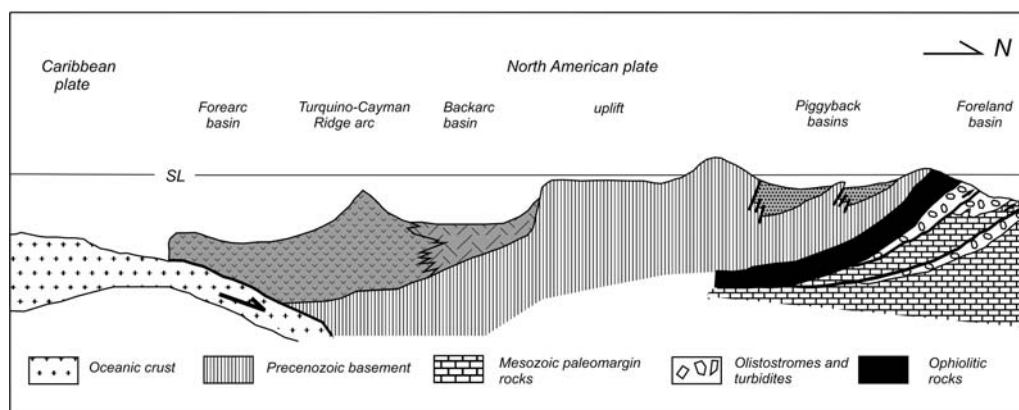 N
Caribbean
plate
North American plate
Forearc
basin
Turquino-Cayman
Ridge arc
Backarc
basin
uplift
Piggyback
basins
Foreland
basin
SL
Oceanic crust
Precenozoic basement
Mesozoic paleomargin
rocks
Olistostromes and
turbidites
Ophiolitic
rocks